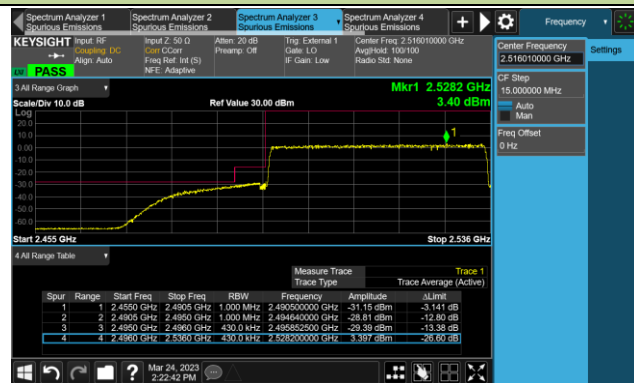 Spectrum Analyzer 1 Spectrum Analyzer 2 Spectrum Analyzer 3 Spectrum Analyzer 4 Frequency
Spurious Emissions Spurious Emissions Spurious Emissions Spurious Emissions
KEYSIGHT Input: RF Input Z: 50 Ω Atten: 20 dB Trig: External 1 Center Freq: 2.516010000 GHz
Coupling: DC Corr CCorr Preamp: Off Gate: LO Avg|Hold: 100/100
Align: Auto Freq Ref: Int (S) IF Gain: Low Radio Std: None
NFE: Adaptive
PASS
Center Frequency
2.516010000 GHz
Settings
CF Step
15.000000 MHz
Auto
Man
Freq Offset
0 Hz
3 All Range Graph
Mkr1 2.5282 GHz
Scale/Div 10.0 dB Ref Value 30.00 dBm 3.40 dBm
Log
20.0
10.0
0.00
-10.0
-20.0
-30.0
-40.0
-50.0
-60.0
1
Start 2.455 GHz Stop 2.536 GHz
4 All Range Table
Measure Trace Trace 1
Trace Type Trace Average (Active)
Spur Range Start Freq Stop Freq RBW Frequency Amplitude ΔLimit
1 1 2.4550 GHz 2.4905 GHz 1.000 MHz 2.490500000 GHz -31.15 dBm -3.141 dB
2 2 2.4905 GHz 2.4950 GHz 1.000 MHz 2.494640000 GHz -28.81 dBm -12.80 dB
3 3 2.4950 GHz 2.4960 GHz 430.0 kHz 2.495852500 GHz -29.39 dBm -13.38 dB
4 4 2.4960 GHz 2.5360 GHz 430.0 kHz 2.528200000 GHz 3.397 dBm -26.60 dB
Mar 24, 2023
2:22:42 PM